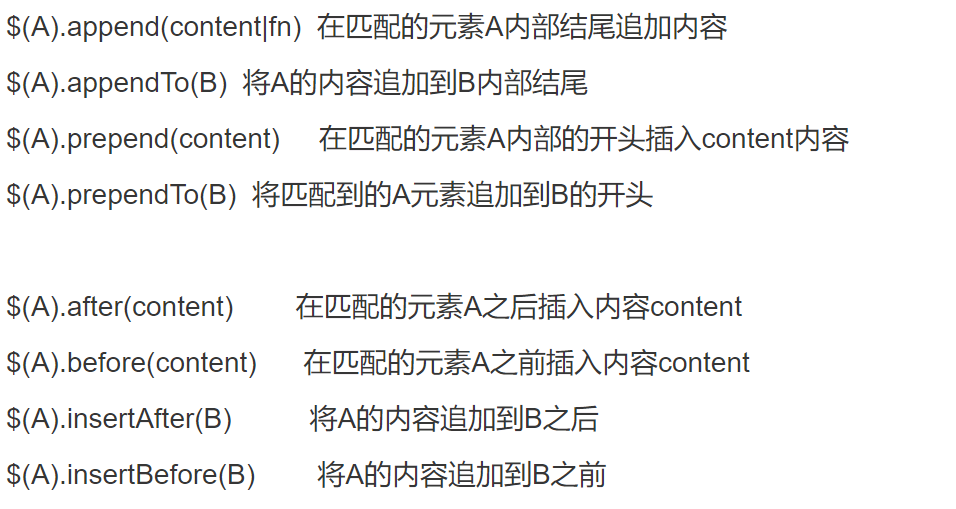 $(A).append(content|fn)  在匹配的元素A内部结尾追加内容
$(A).appendTo(B)  将A的内容追加到B内部结尾
$(A).prepend(content)     在匹配的元素A内部的开头插入content内容
$(A).prependTo(B)  将匹配到的A元素追加到B的开头
$(A).after(content)        在匹配的元素A之后插入内容content
$(A).before(content)      在匹配的元素A之前插入内容content
$(A).insertAfter(B)          将A的内容追加到B之后
$(A).insertBefore(B)        将A的内容追加到B之前